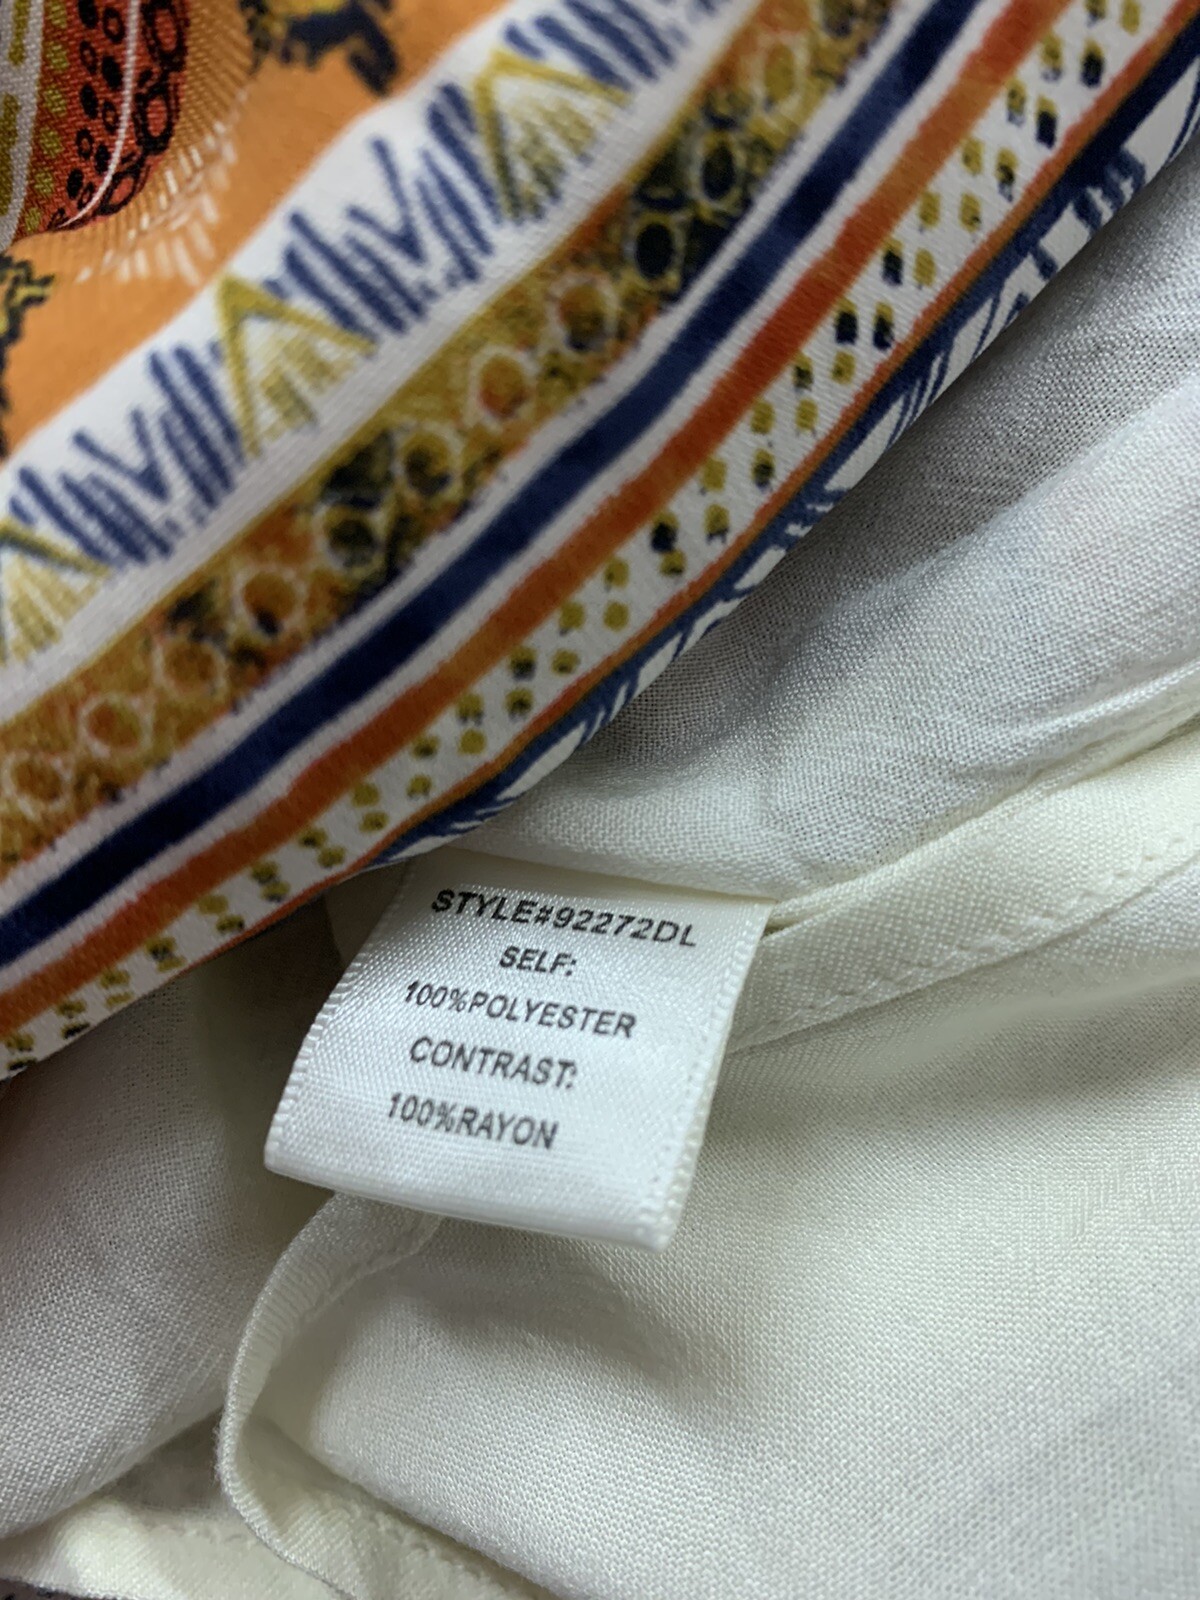 STYLE#92272DL
SELF:
100%POLYESTER
CONTRAST:
100%RAYON